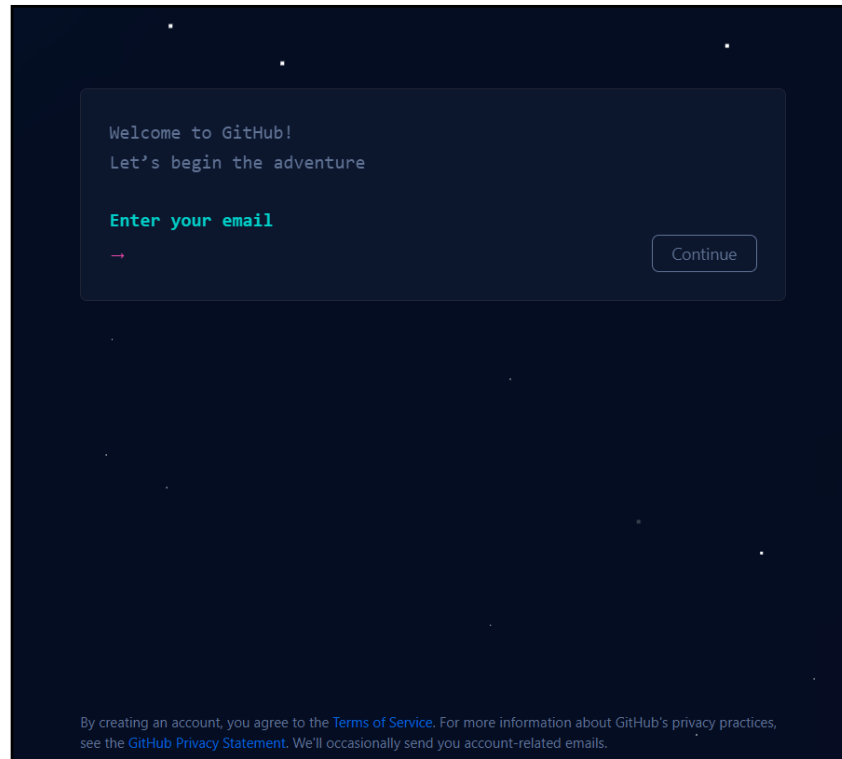 Welcome to GitHub!
Let’s begin the adventure
Enter your email
→
Continue
By creating an account, you agree to the Terms of Service. For more information about GitHub's privacy practices,
see the GitHub Privacy Statement. We'll occasionally send you account-related emails.